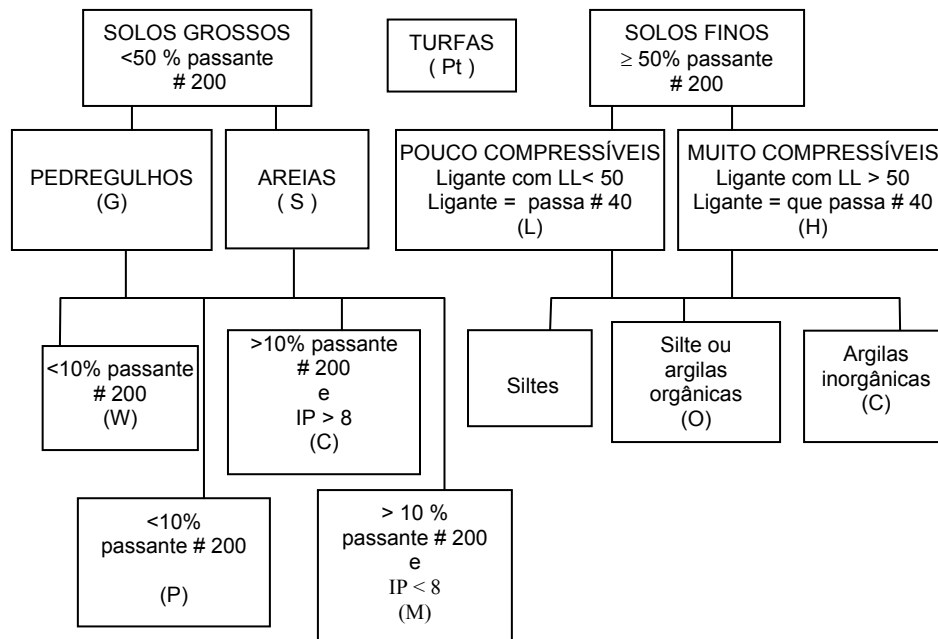 SOLOS GROSSOS
<50 % passante
# 200
TURFAS
( Pt )
SOLOS FINOS
≥ 50% passante
# 200
PEDREGULHOS
(G)
AREIAS
( S )
POUCO COMPRESSÍVEIS
Ligante com LL< 50
Ligante = passa # 40
(L)
MUITO COMPRESSÍVEIS
Ligante com LL > 50
Ligante = que passa # 40
(H)
<10% passante
# 200
(W)
>10% passante
# 200
e
IP > 8
(C)
Siltes
Silte ou
argilas
orgânicas
(O)
Argilas
inorgânicas
(C)
<10%
passante # 200
(P)
> 10 %
passante # 200
e
IP < 8
(M)